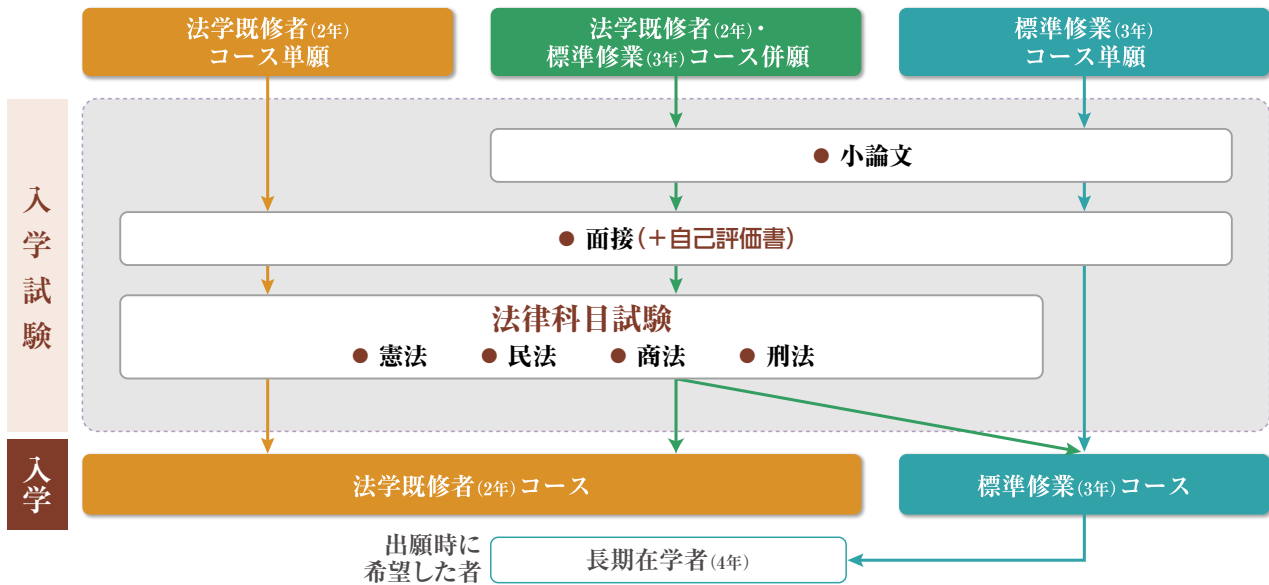 法学既修者(2年)
コース単願
法学既修者(2年)・
標準修業(3年)コース併願
標準修業(3年)
コース単願
入学試験
● 小論文
● 面接(＋自己評価書)
法律科目試験
● 憲法 ● 民法 ● 商法 ● 刑法
入学
法学既修者(2年)コース
標準修業(3年)コース
出願時に
希望した者
長期在学者(4年)